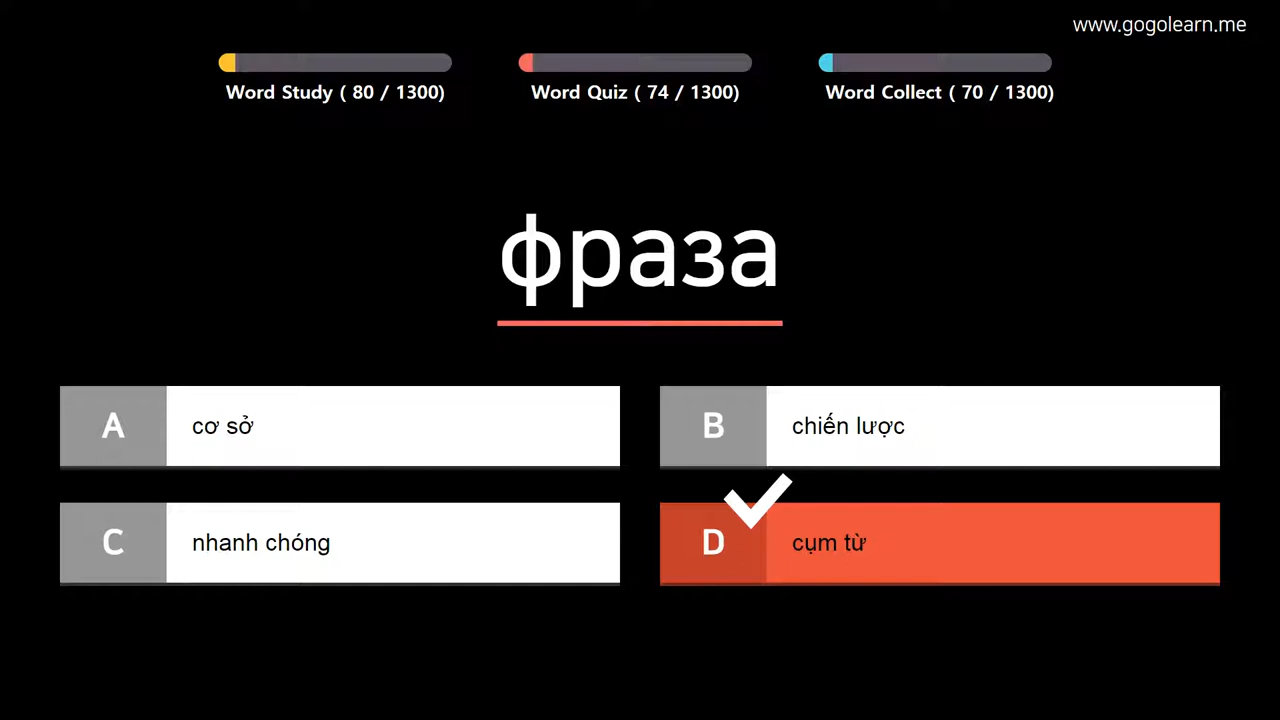 www.gogolearn.me
Word Study ( 80 / 1300)
Word Quiz ( 74 / 1300)
Word Collect ( 70 / 1300)
фраза
A cơ sở
B chiến lược
C nhanh chóng
D cụm từ